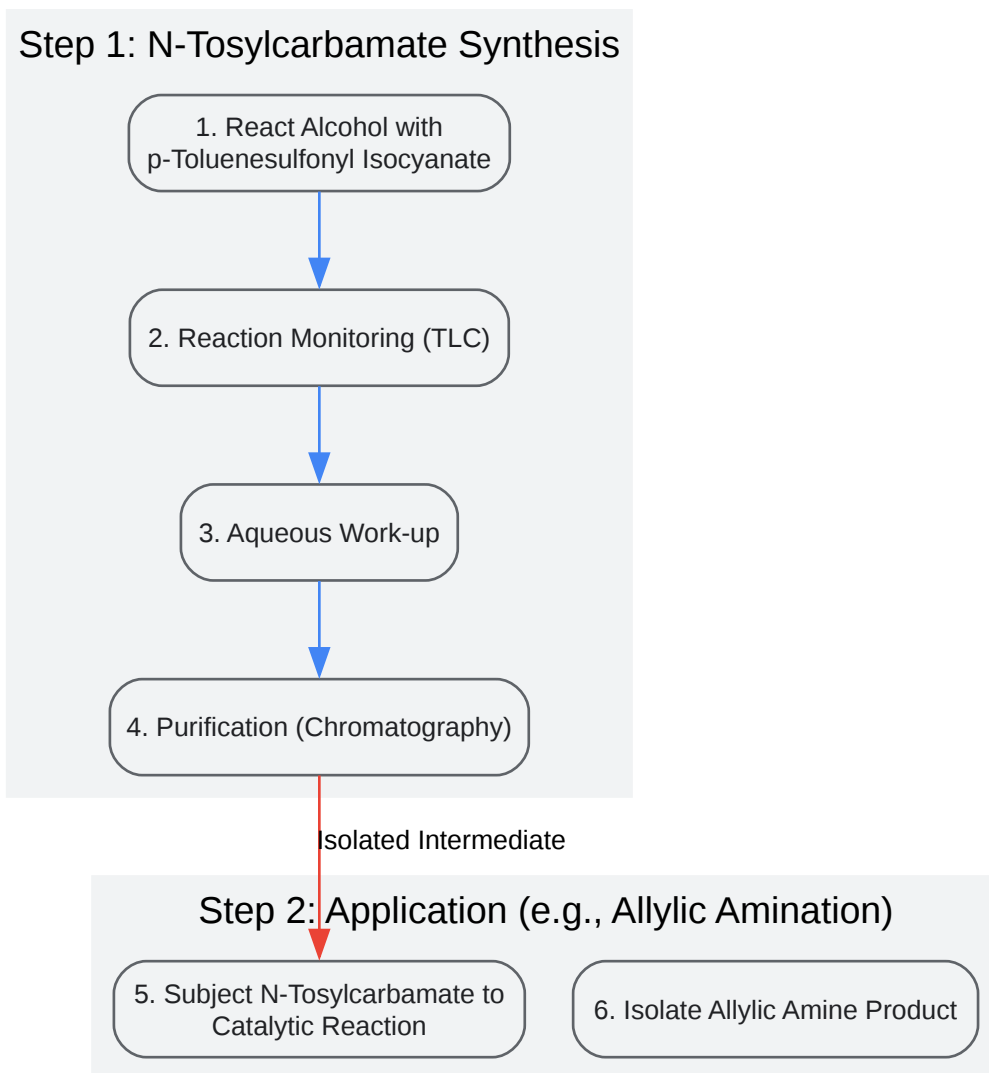 Step 1: N-Tosylcarbamate Synthesis
1. React Alcohol with
p-Toluenesulfonyl Isocyanate
2. Reaction Monitoring (TLC)
3. Aqueous Work-up
4. Purification (Chromatography)
Isolated Intermediate
Step 2: Application (e.g., Allylic Amination)
5. Subject N-Tosylcarbamate to
Catalytic Reaction
6. Isolate Allylic Amine Product